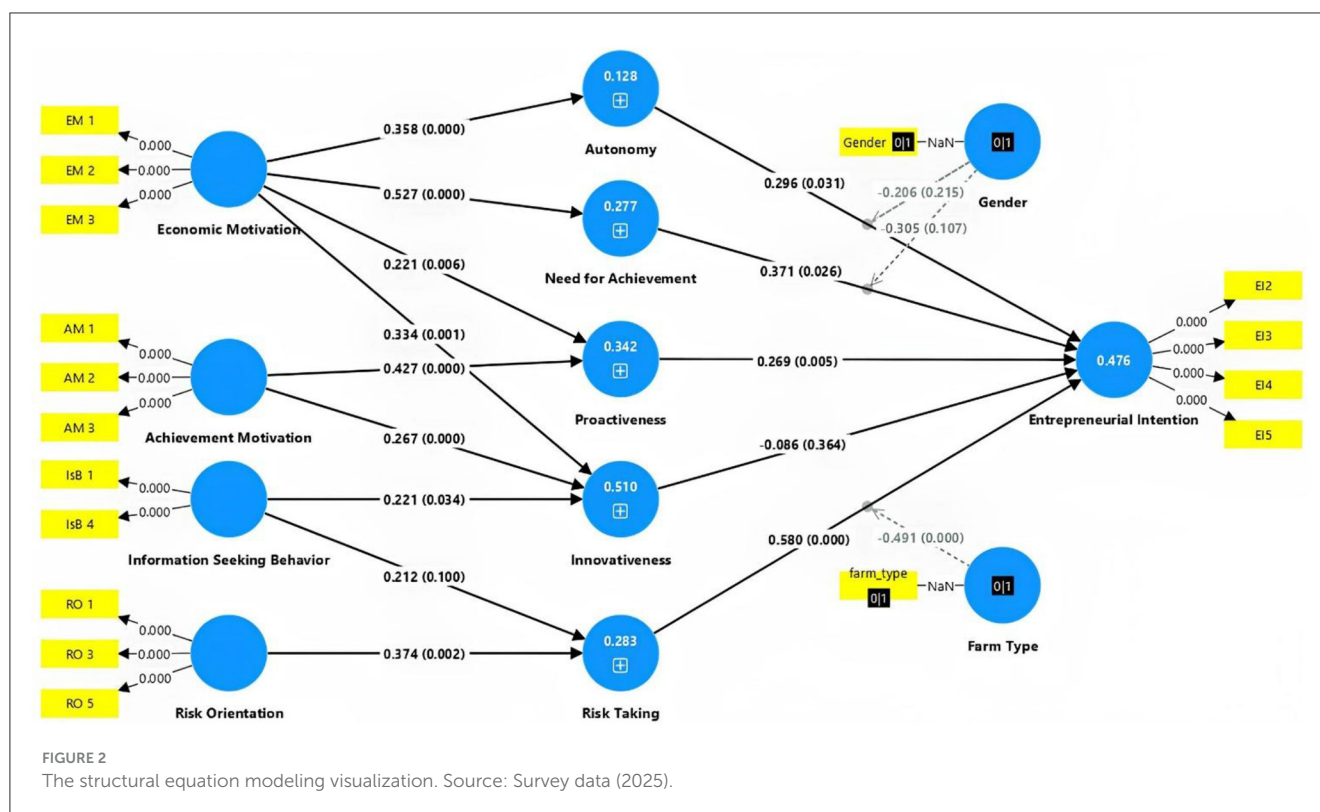 EM 1
EM 2
EM 3
0.000
0.000
0.000
Economic Motivation
AM 1
AM 2
AM 3
0.000
0.000
0.000
Achievement Motivation
IsB 1
IsB 4
0.000
0.000
Information Seeking Behavior
RO 1
RO 3
RO 5
0.000
0.000
0.000
Risk Orientation
0.358 (0.000)
0.527 (0.000)
0.221 (0.006)
0.334 (0.001)
0.427 (0.000)
0.267 (0.000)
0.221 (0.034)
0.212 (0.100)
0.374 (0.002)
0.128
Autonomy
0.277
Need for Achievement
0.342
Proactiveness
0.510
Innovativeness
0.283
Risk Taking
0.296 (0.031)
0.371 (0.026)
0.269 (0.005)
-0.086 (0.364)
0.580 (0.000)
Gender 0|1
NaN
0|1
Gender
-0.206 (0.215)
-0.305 (0.107)
farm_type
0|1
NaN
0|1
Farm Type
-0.491 (0.000)
0.476
Entrepreneurial Intention
0.000
0.000
0.000
0.000
EI2
EI3
EI4
EI5
FIGURE 2
The structural equation modeling visualization. Source: Survey data (2025).